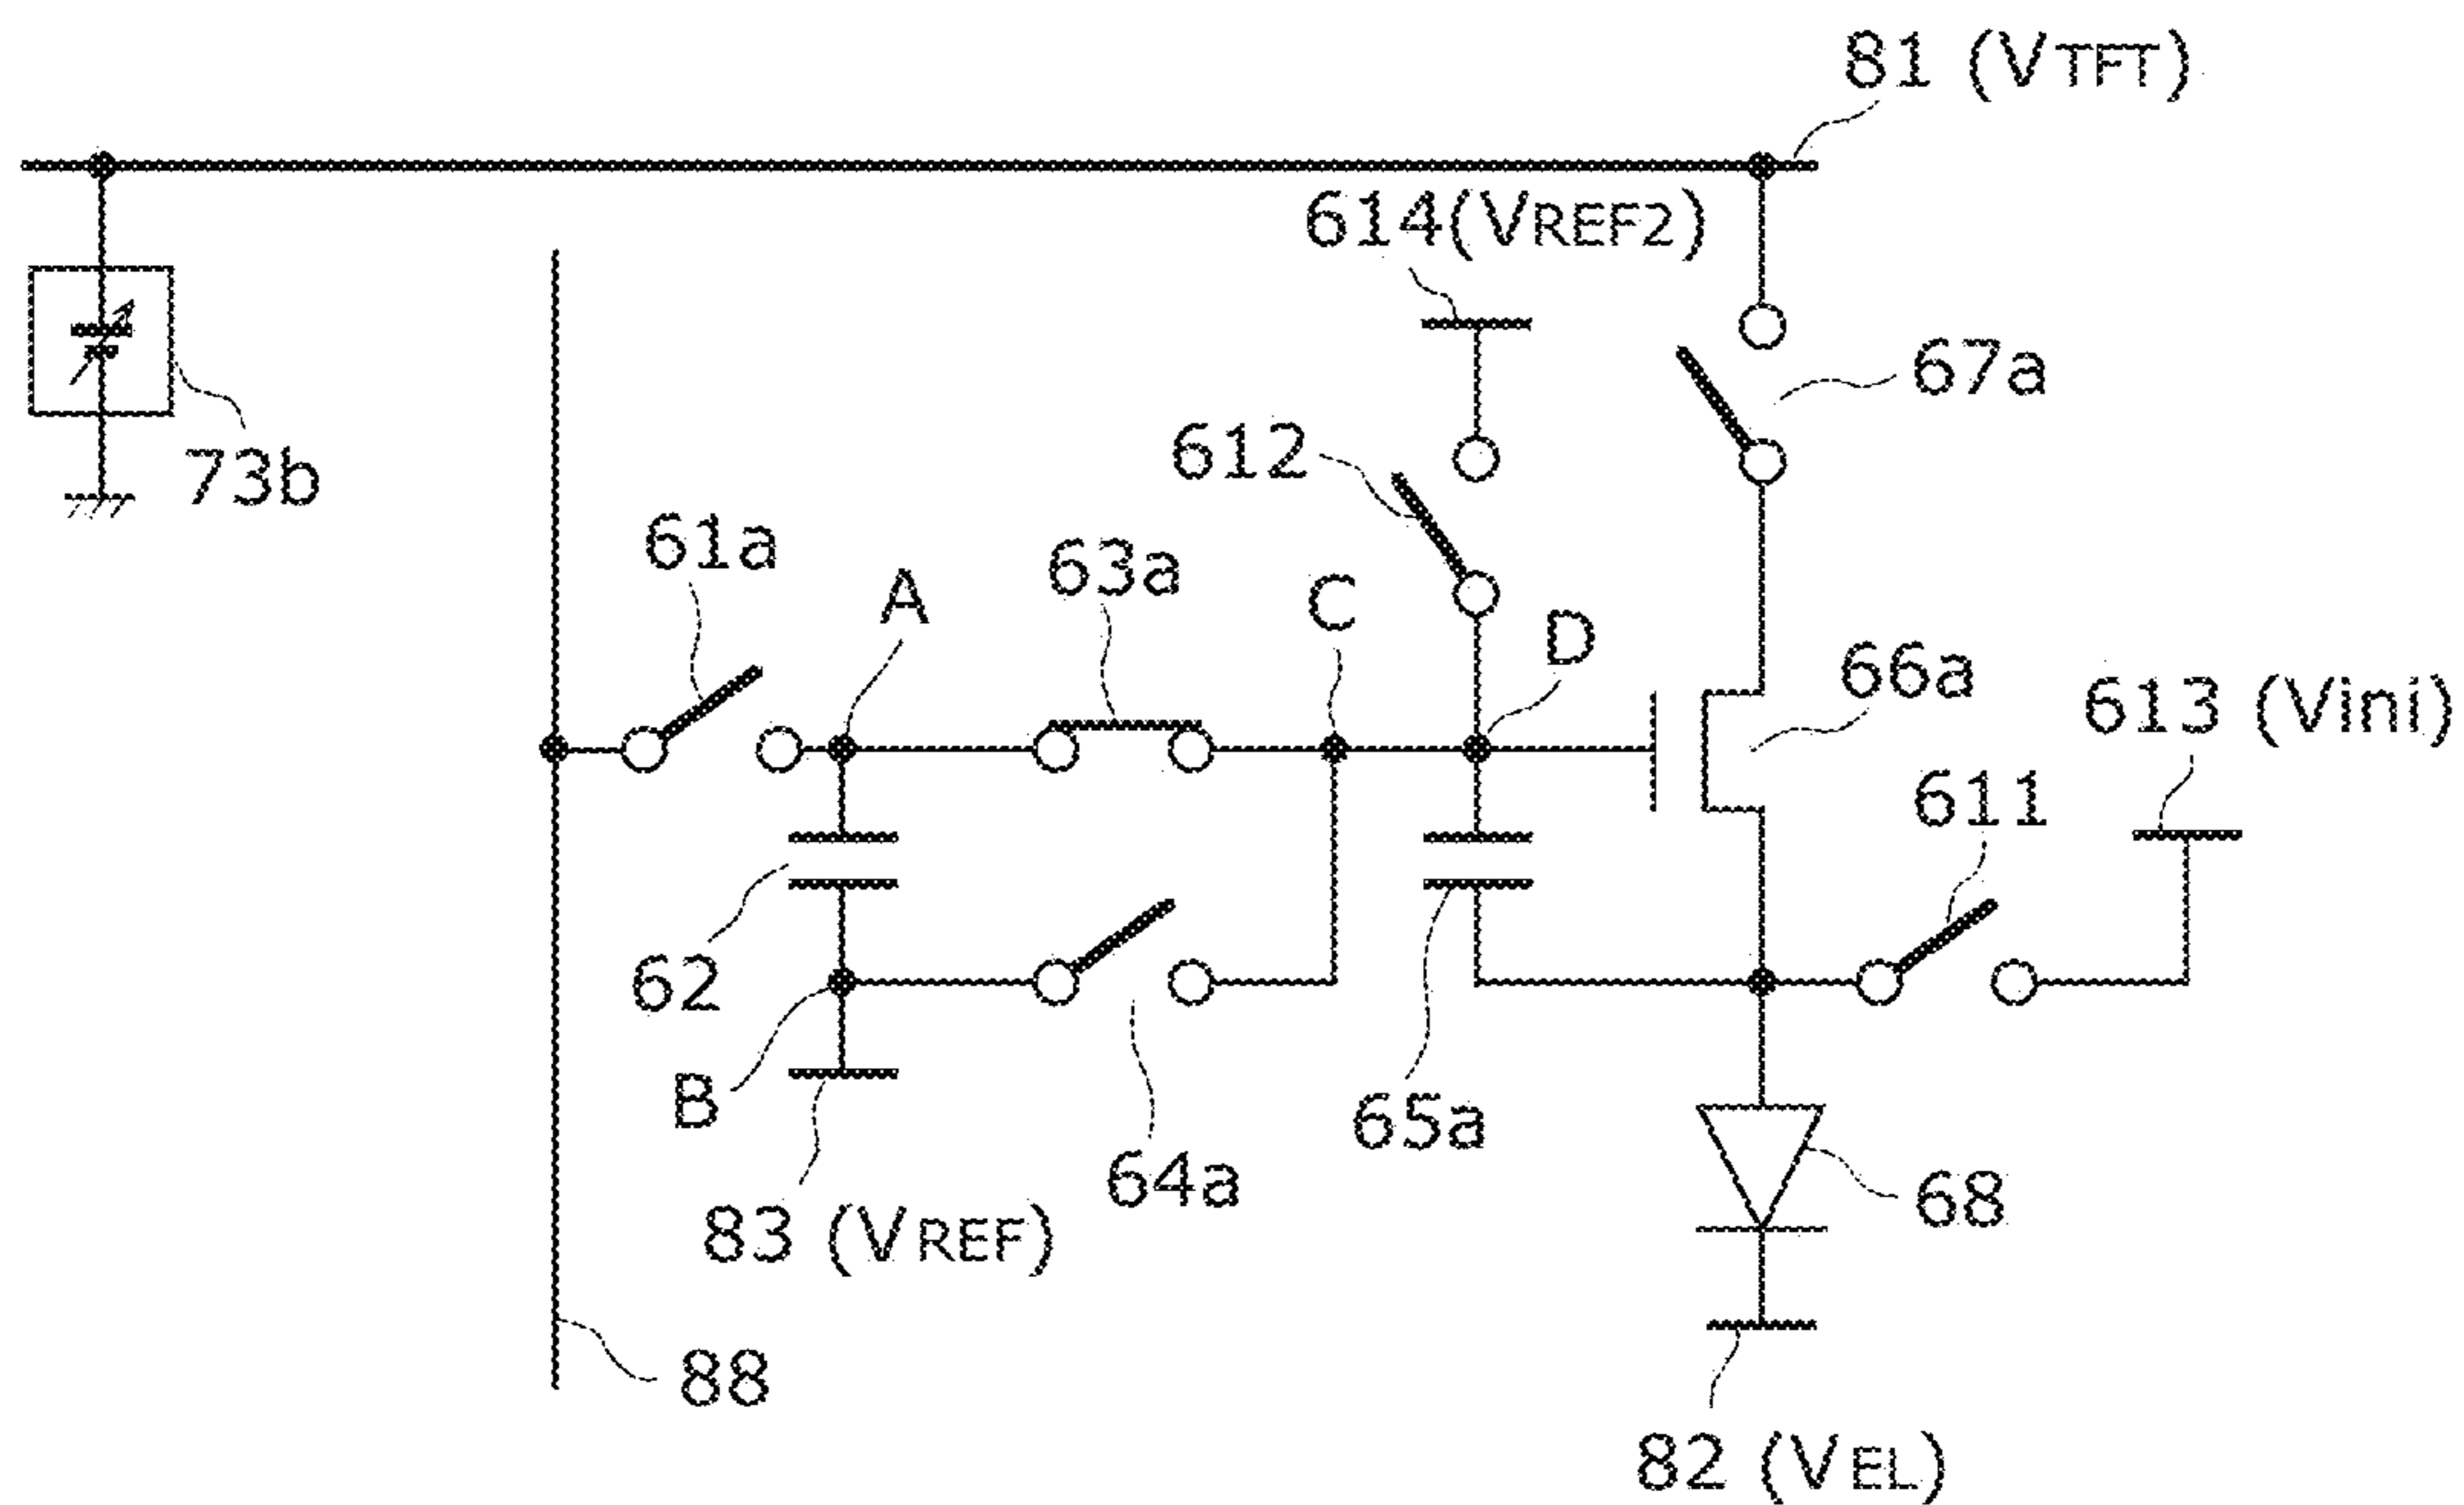 81 (VTFT)
614(VREF2)
67a
73b
612
61a
A
63a
C
D
66a
613 (Vini)
611
62
B
65a
64a
68
83 (VREF)
88
82 (VEL)